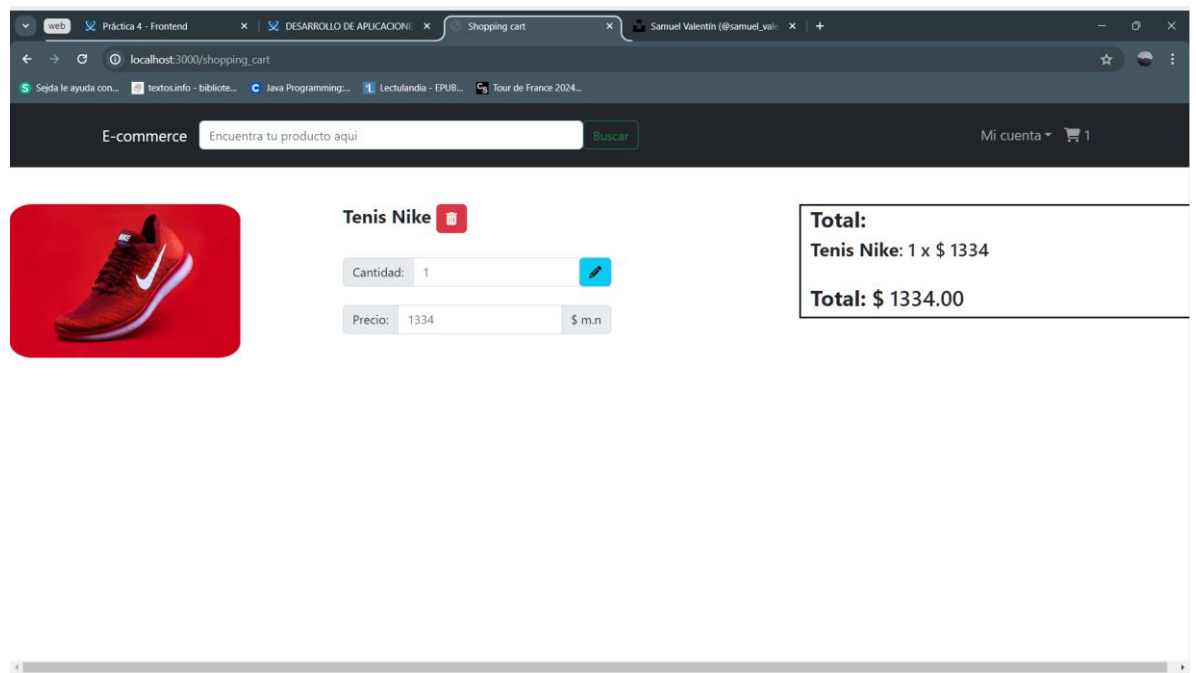 web
Práctica 4 - Frontend
DESARROLLO DE APLICACIONE
Shopping cart
Samuel Valentín (@samuel_vale
localhost:3000/shopping_cart
Sejda le ayuda con...
textos.info - bibliote...
Java Programming:...
Lectulandia - EPUB...
Tour de France 2024...
E-commerce
Encuentra tu producto aqui
Buscar
Mi cuenta
1
Tenis Nike
Cantidad: 1
Precio: 1334 $ m.n
Total:
Tenis Nike: 1 x $ 1334
Total: $ 1334.00